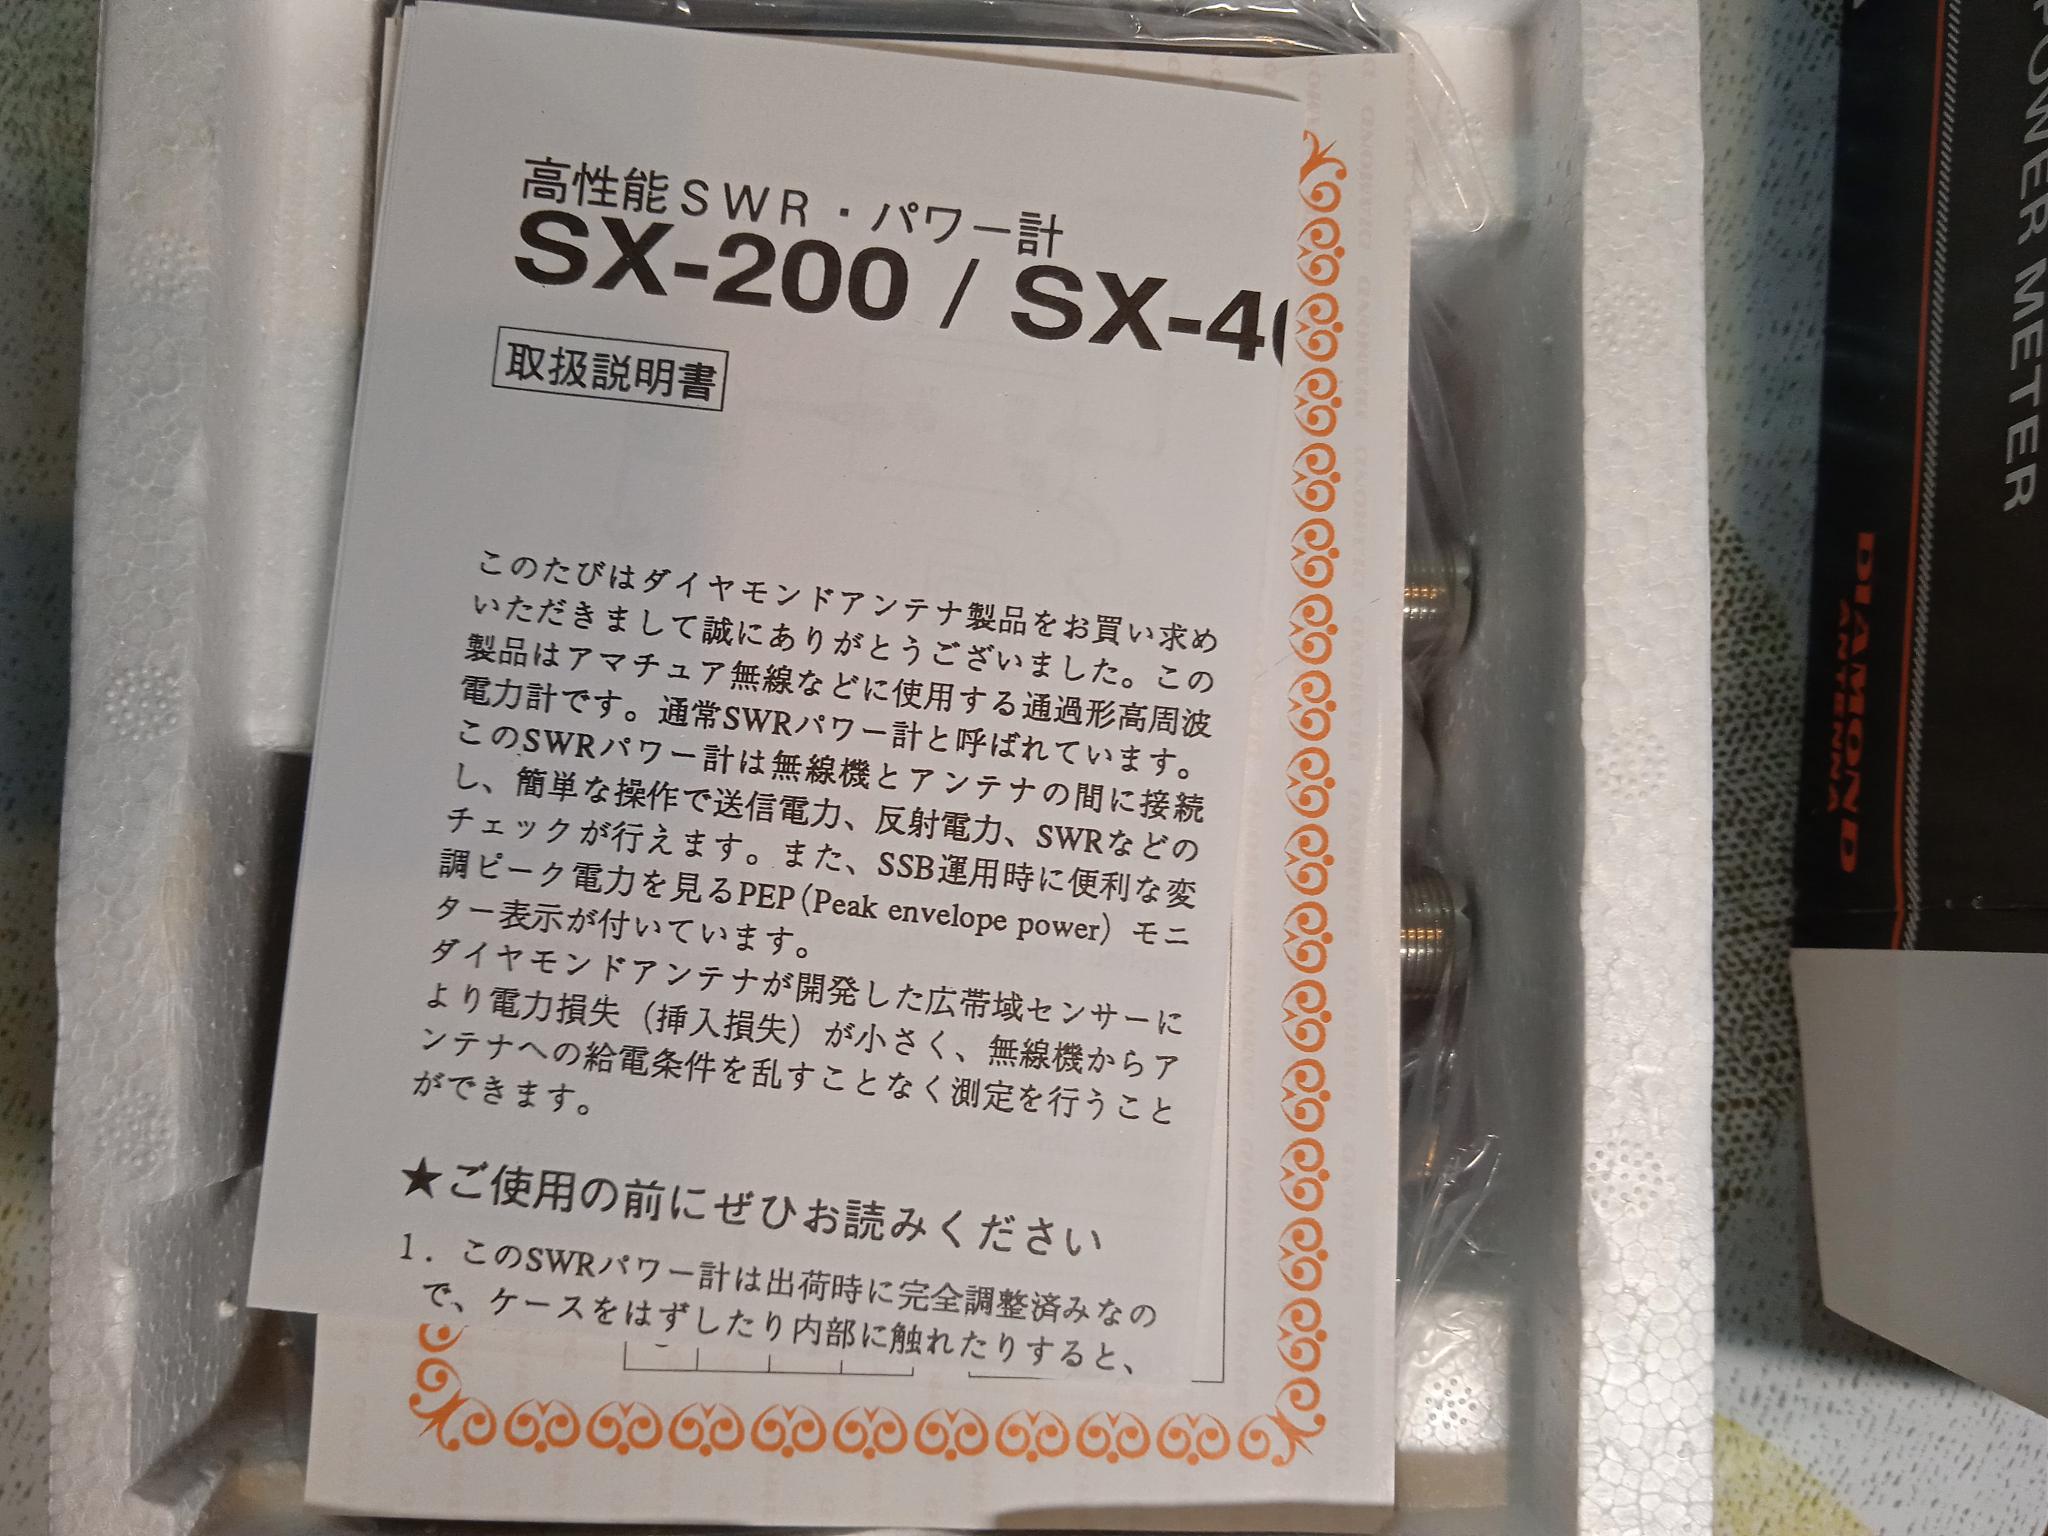 高性能SWR・パワー計
SX-200 / SX-40
取扱説明書
このたびはダイヤモンドアンテナ製品をお買い求め
いただきまして誠にありがとうございました。この
製品はアマチュア無線などに使用する通過形高周波
電力計です。通常SWRパワー計と呼ばれています。
このSWRパワー計は無線機とアンテナの間に接続
し、簡単な操作で送信電力、反射電力、SWRなどの
チェックが行えます。また、SSB運用時に便利な変
調ピーク電力を見るPEP(Peak envelope power) モニ
ター表示が付いています。
ダイヤモンドアンテナが開発した広帯域センサーに
より電力損失（挿入損失）が小さく、無線機からア
ンテナへの給電条件を乱すことなく測定を行うこと
ができます。
★ご使用の前にぜひお読みください
1．このSWRパワー計は出荷時に完全調整済みなの
で、ケースをはずしたり内部に触れたりすると、
POWER METER
DIAMOND
ANTENNA